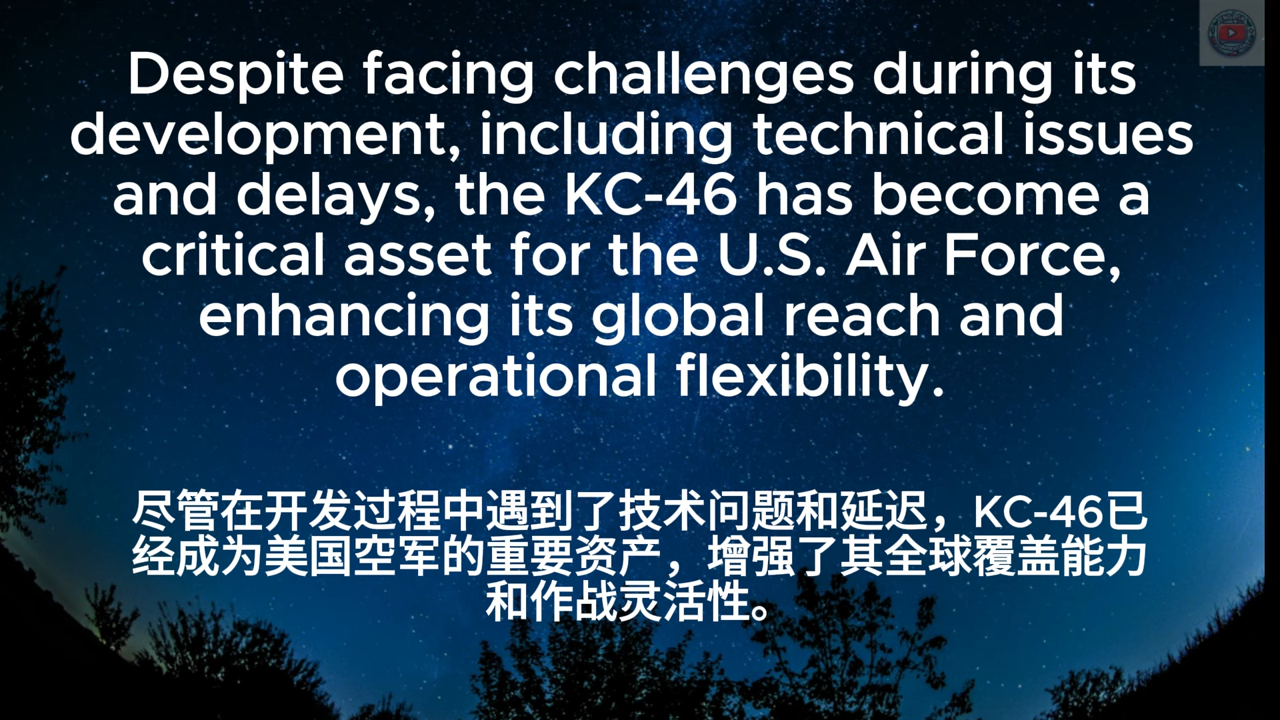 Despite facing challenges during its
development, including technical issues
and delays, the KC-46 has become a
critical asset for the U.S. Air Force,
enhancing its global reach and
operational flexibility.
尽管在开发过程中遇到了技术问题和延迟，KC-46已
经成为美国空军的重要资产，增强了其全球覆盖能力
和作战灵活性。